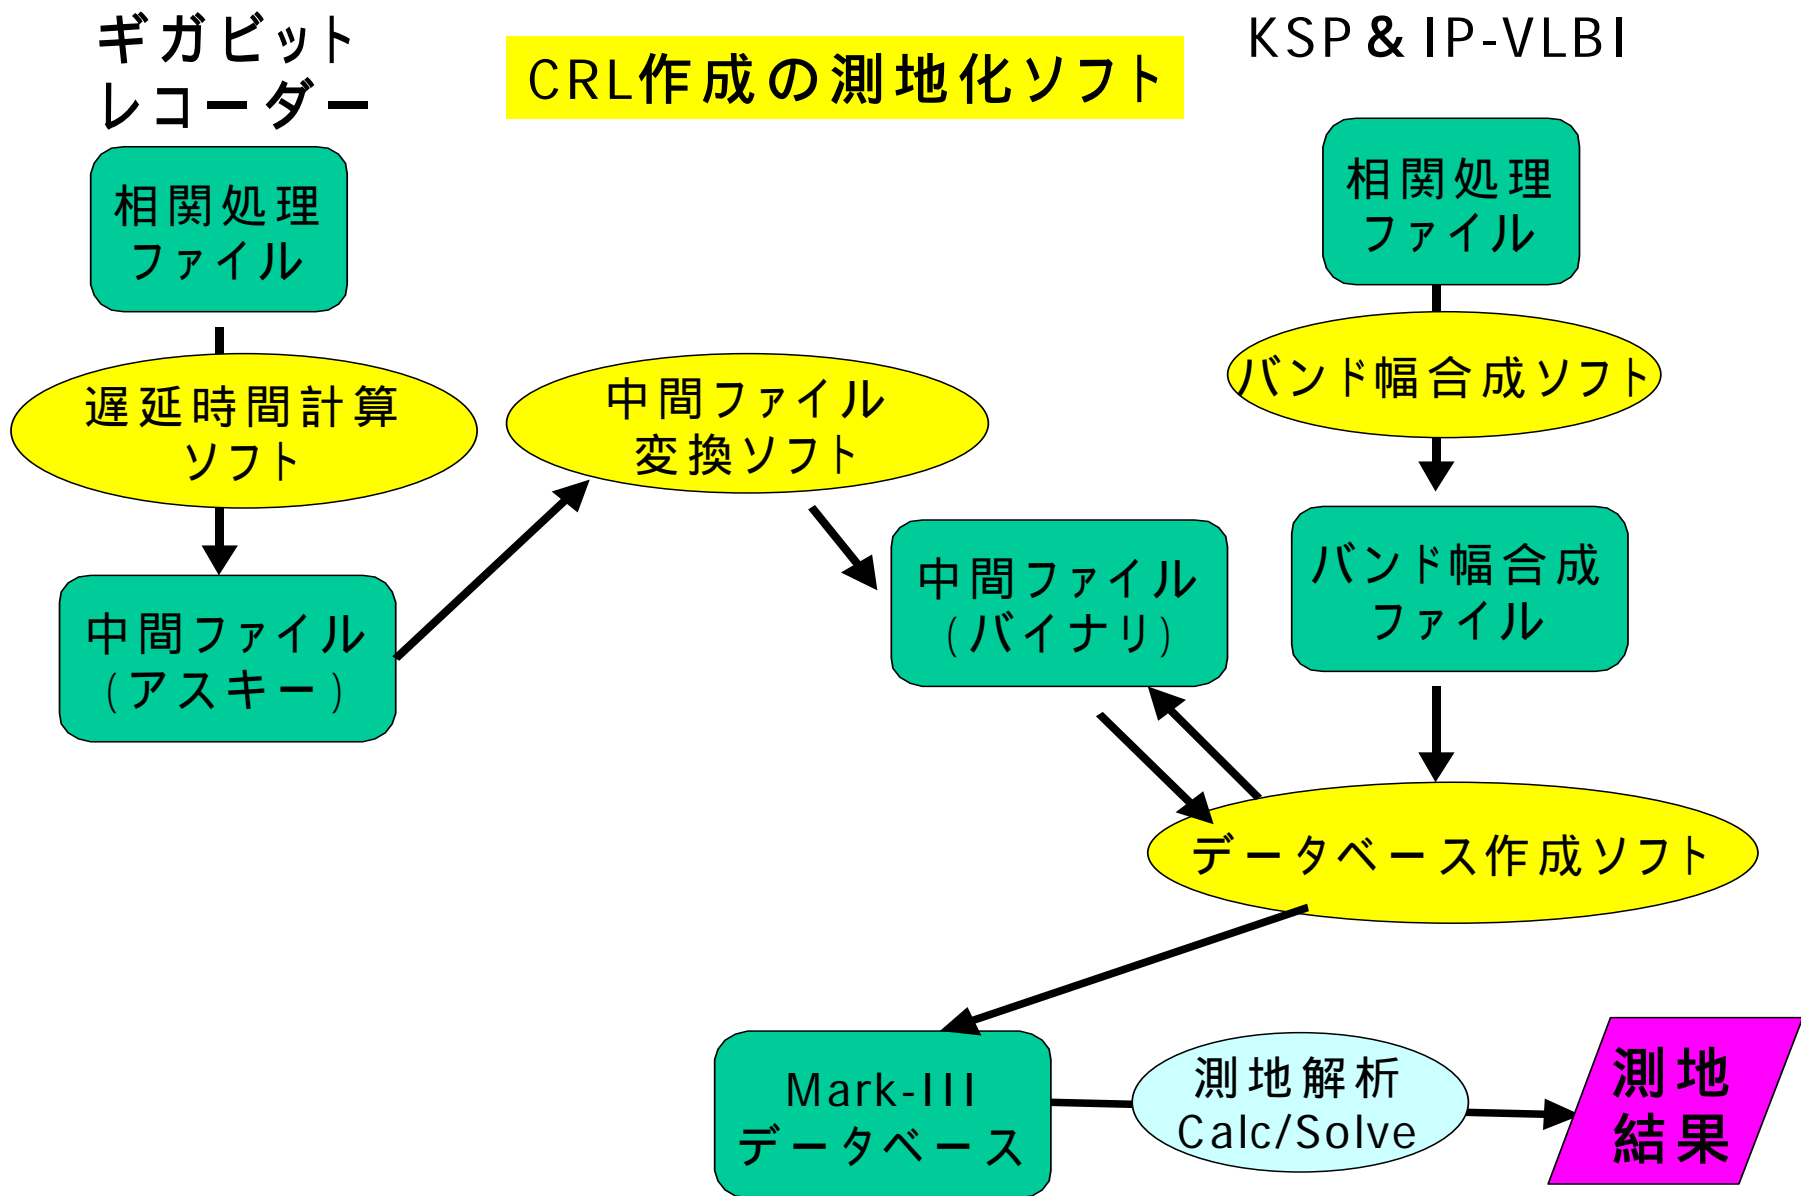 ギガビット
レコーダー
CRL作成の測地化ソフト
KSP & IP-VLBI
相関処理
ファイル
相関処理
ファイル
遅延時間計算
ソフト
中間ファイル
変換ソフト
バンド幅合成ソフト
中間ファイル
(アスキー)
中間ファイル
(バイナリ)
バンド幅合成
ファイル
データベース作成ソフト
Mark-III
データベース
測地解析
Calc/Solve
測地
結果